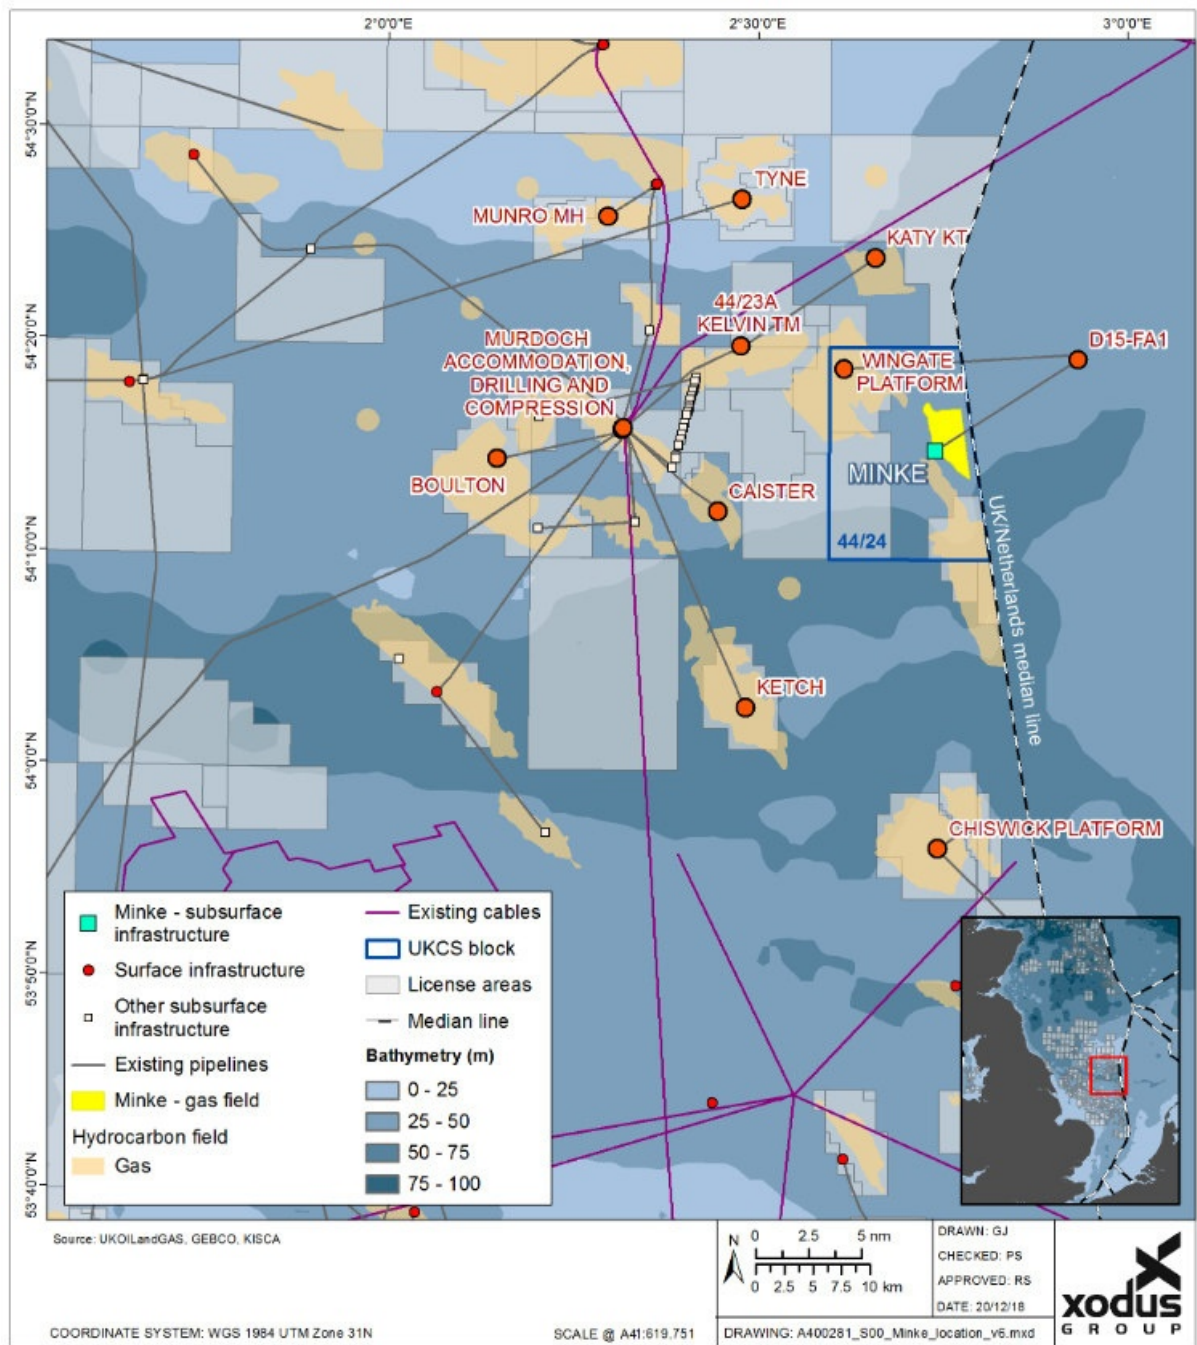 2°0'0"E
2°30'0"E
3°0'0"E
54°30'0"N
54°20'0"N
54°10'0"N
54°0'0"N
53°50'0"N
53°40'0"N
TYNE
MUNRO MH
KATY KT
44/23A
KELVIN TM
MURDOCH
ACCOMMODATION,
DRILLING AND
COMPRESSION
D15-FA1
WINGATE
PLATFORM
MINKE
BOULTON
CAISTER
44/24
UK/Netherlands median line
KETCH
CHISWICK PLATFORM
Minke - subsurface
infrastructure
Surface infrastructure
Other subsurface
infrastructure
Existing pipelines
Minke - gas field
Hydrocarbon field
Gas
Existing cables
UKCS block
License areas
Median line
Bathymetry (m)
0 - 25
25 - 50
50 - 75
75 - 100
Source: UKOILandGAS, GEBCO, KISCA
COORDINATE SYSTEM: WGS 1984 UTM Zone 31N
SCALE @ A41:619,751
N
0 2.5 5 nm
0 2.5 5 7.5 10 km
DRAWN: GJ
CHECKED: PS
APPROVED: RS
DATE: 20/12/18
DRAWING: A400281_S00_Minke_location_v6.mxd
xodus
GROUP